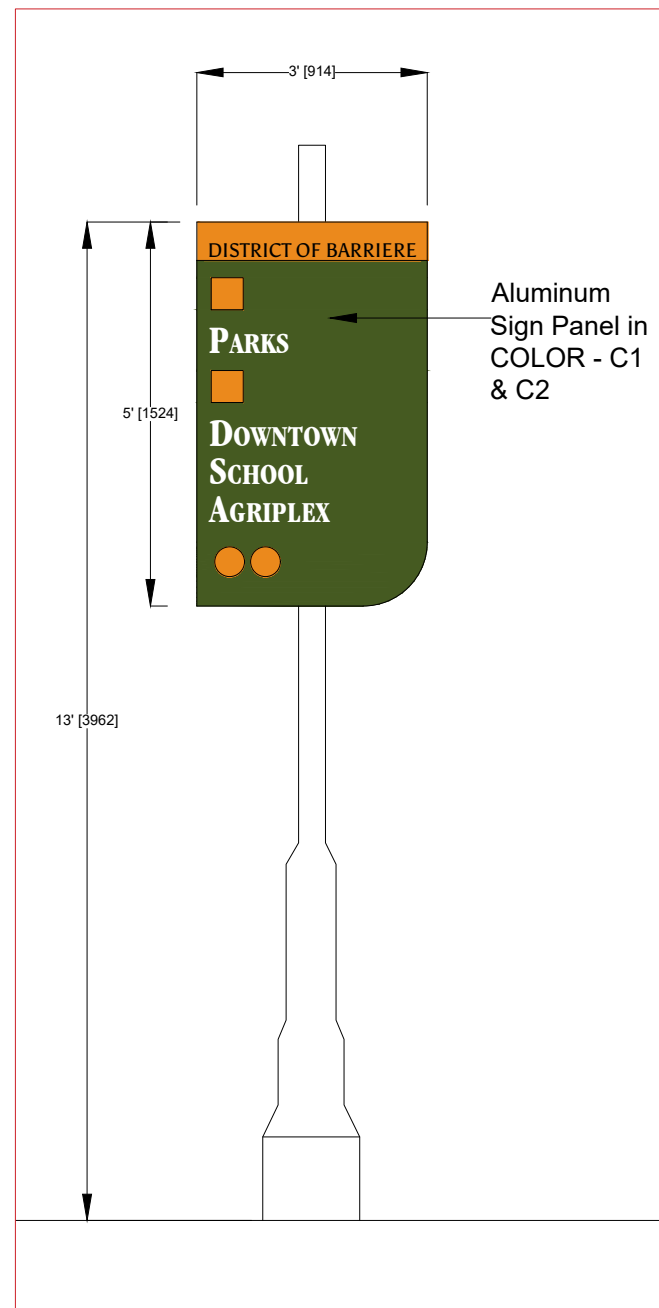 3' [914]
DISTRICT OF BARRIERE
PARKS
DOWNTOWN
SCHOOL
AGRIPLEX
Aluminum
Sign Panel in
COLOR - C1
& C2
5' [1524]
13' [3962]